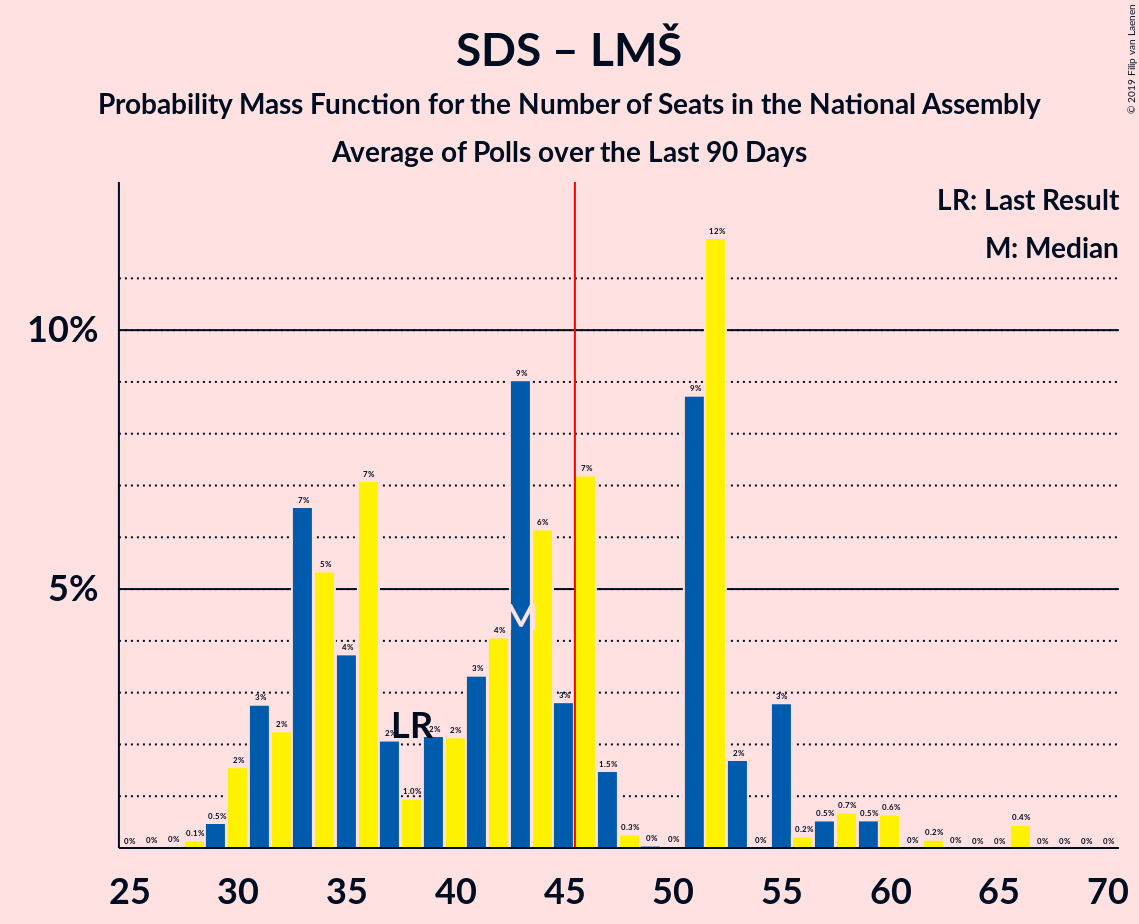 © 2019 Filip van Laenen
SDS – LMŠ
Probability Mass Function for the Number of Seats in the National Assembly
Average of Polls over the Last 90 Days
LR: Last Result
M: Median
10%
5%
0% 0% 0% 0.1% 0.5% 2% 3% 2% 7% 5% 4% 7% 2% 1.0% 2% 2% 3% 4% 9% 6% 3% 7% 1.5% 0.3% 0% 0% 9% 12% 2% 0% 3% 0.2% 0.5% 0.7% 0.5% 0.6% 0% 0.2% 0% 0% 0% 0.4% 0% 0% 0% 0%
LR
M
25 30 35 40 45 50 55 60 65 70